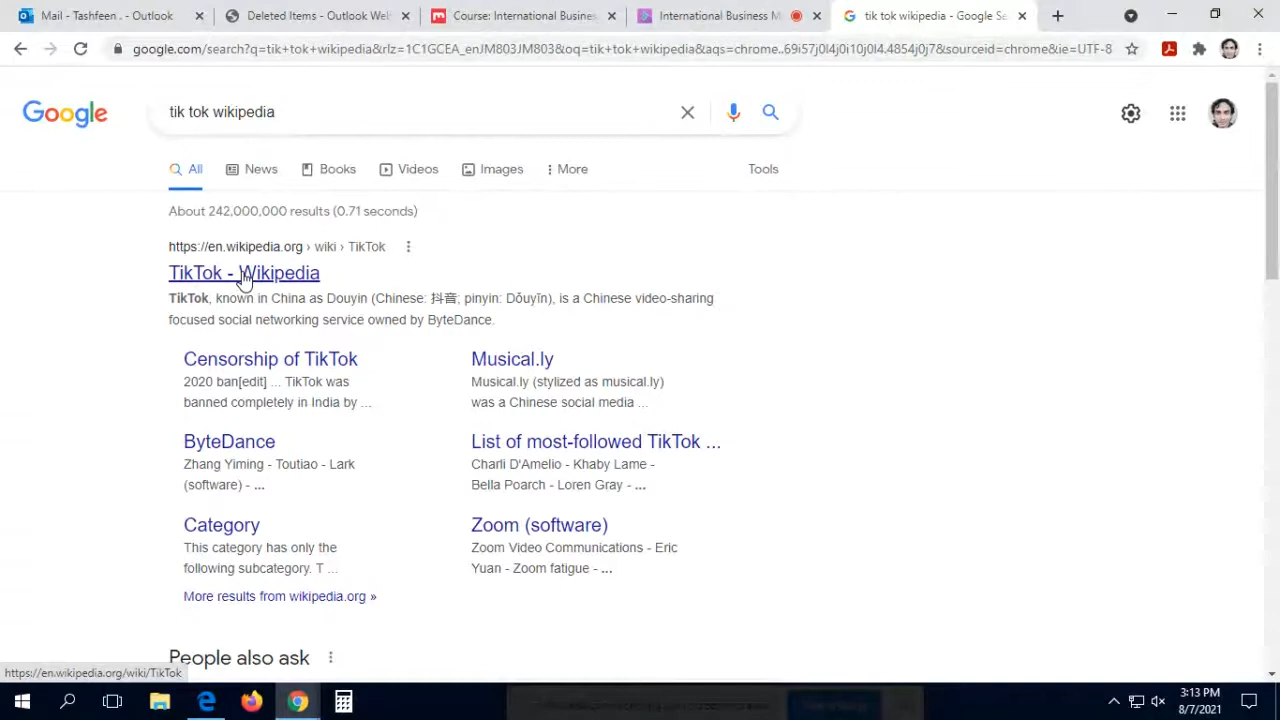 Mail - Tashfeen . - Outlook
Deleted Items - Outlook Web
Course: International Busines
International Business M
tik tok wikipedia - Google Se
google.com/search?q=tik+tok+wikipedia&rlz=1C1GCEA_enJM803JM803&oq=tik+tok+wikipedia&aqs=chrome..69i57j0l4j0i10j0l4.4854j0j7&sourceid=chrome&ie=UTF-8
Google
tik tok wikipedia
All
News
Books
Videos
Images
More
Tools
About 242,000,000 results (0.71 seconds)
https://en.wikipedia.org › wiki › TikTok
TikTok - Wikipedia
TikTok, known in China as Douyin (Chinese: 抖音; pinyin: Dǒuyīn), is a Chinese video-sharing
focused social networking service owned by ByteDance.
Censorship of TikTok
2020 ban[edit] ... TikTok was
banned completely in India by ...
Musical.ly
Musical.ly (stylized as musical.ly)
was a Chinese social media ...
ByteDance
Zhang Yiming - Toutiao - Lark
(software) - ...
List of most-followed TikTok ...
Charli D'Amelio - Khaby Lame -
Bella Poarch - Loren Gray - ...
Category
This category has only the
following subcategory. T ...
Zoom (software)
Zoom Video Communications - Eric
Yuan - Zoom fatigue - ...
More results from wikipedia.org »
People also ask
https://en.wikipedia.org/wiki/TikTok
3:13 PM
8/7/2021